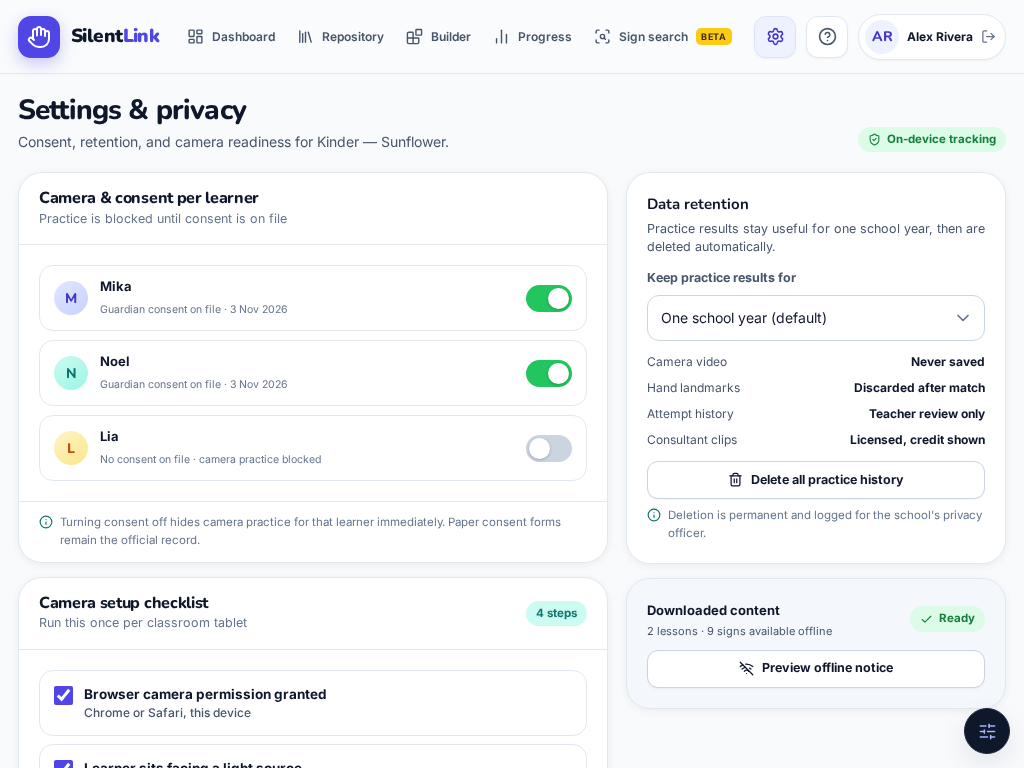 SilentLink
Dashboard
Repository
Builder
Progress
Sign search BETA
AR Alex Rivera
Settings & privacy
Consent, retention, and camera readiness for Kinder — Sunflower.
On-device tracking
Camera & consent per learner
Practice is blocked until consent is on file
M
Mika
Guardian consent on file · 3 Nov 2026
N
Noel
Guardian consent on file · 3 Nov 2026
L
Lia
No consent on file · camera practice blocked
Turning consent off hides camera practice for that learner immediately. Paper consent forms
remain the official record.
Camera setup checklist
Run this once per classroom tablet
4 steps
Browser camera permission granted
Chrome or Safari, this device
Learner sits facing a light source
Data retention
Practice results stay useful for one school year, then are
deleted automatically.
Keep practice results for
One school year (default)
Camera video Never saved
Hand landmarks Discarded after match
Attempt history Teacher review only
Consultant clips Licensed, credit shown
Delete all practice history
Deletion is permanent and logged for the school's privacy
officer.
Downloaded content
2 lessons · 9 signs available offline
Ready
Preview offline notice